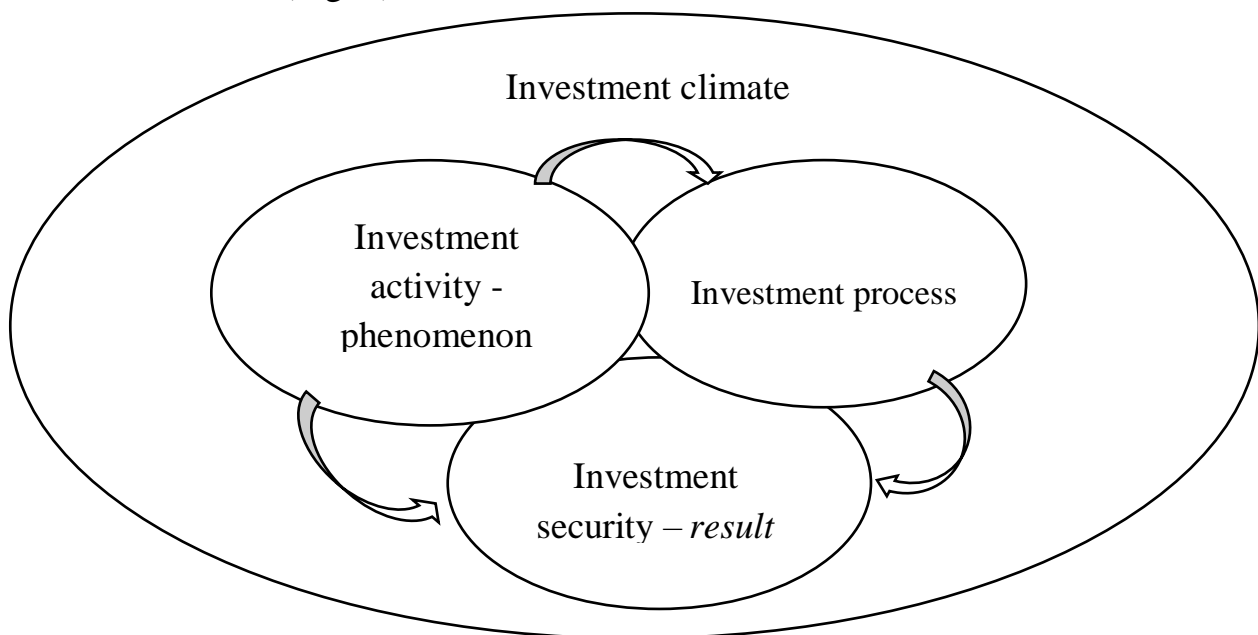 Investment climate
Investment
activity -
phenomenon
Investment process
Investment
security – result